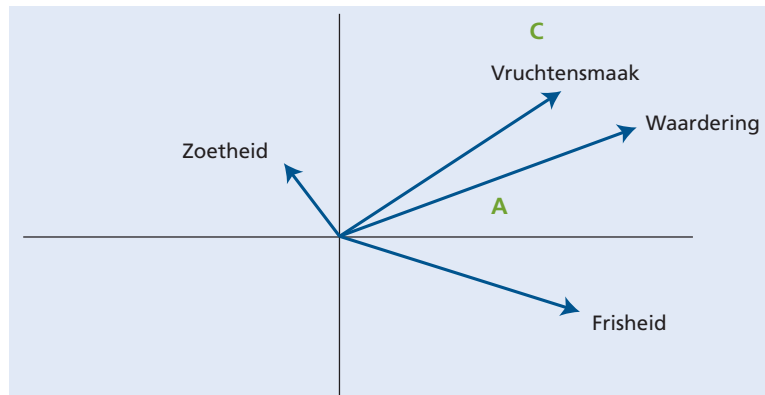 C
Vruchtensmaak
Waardering
Zoetheid
A
Frisheid